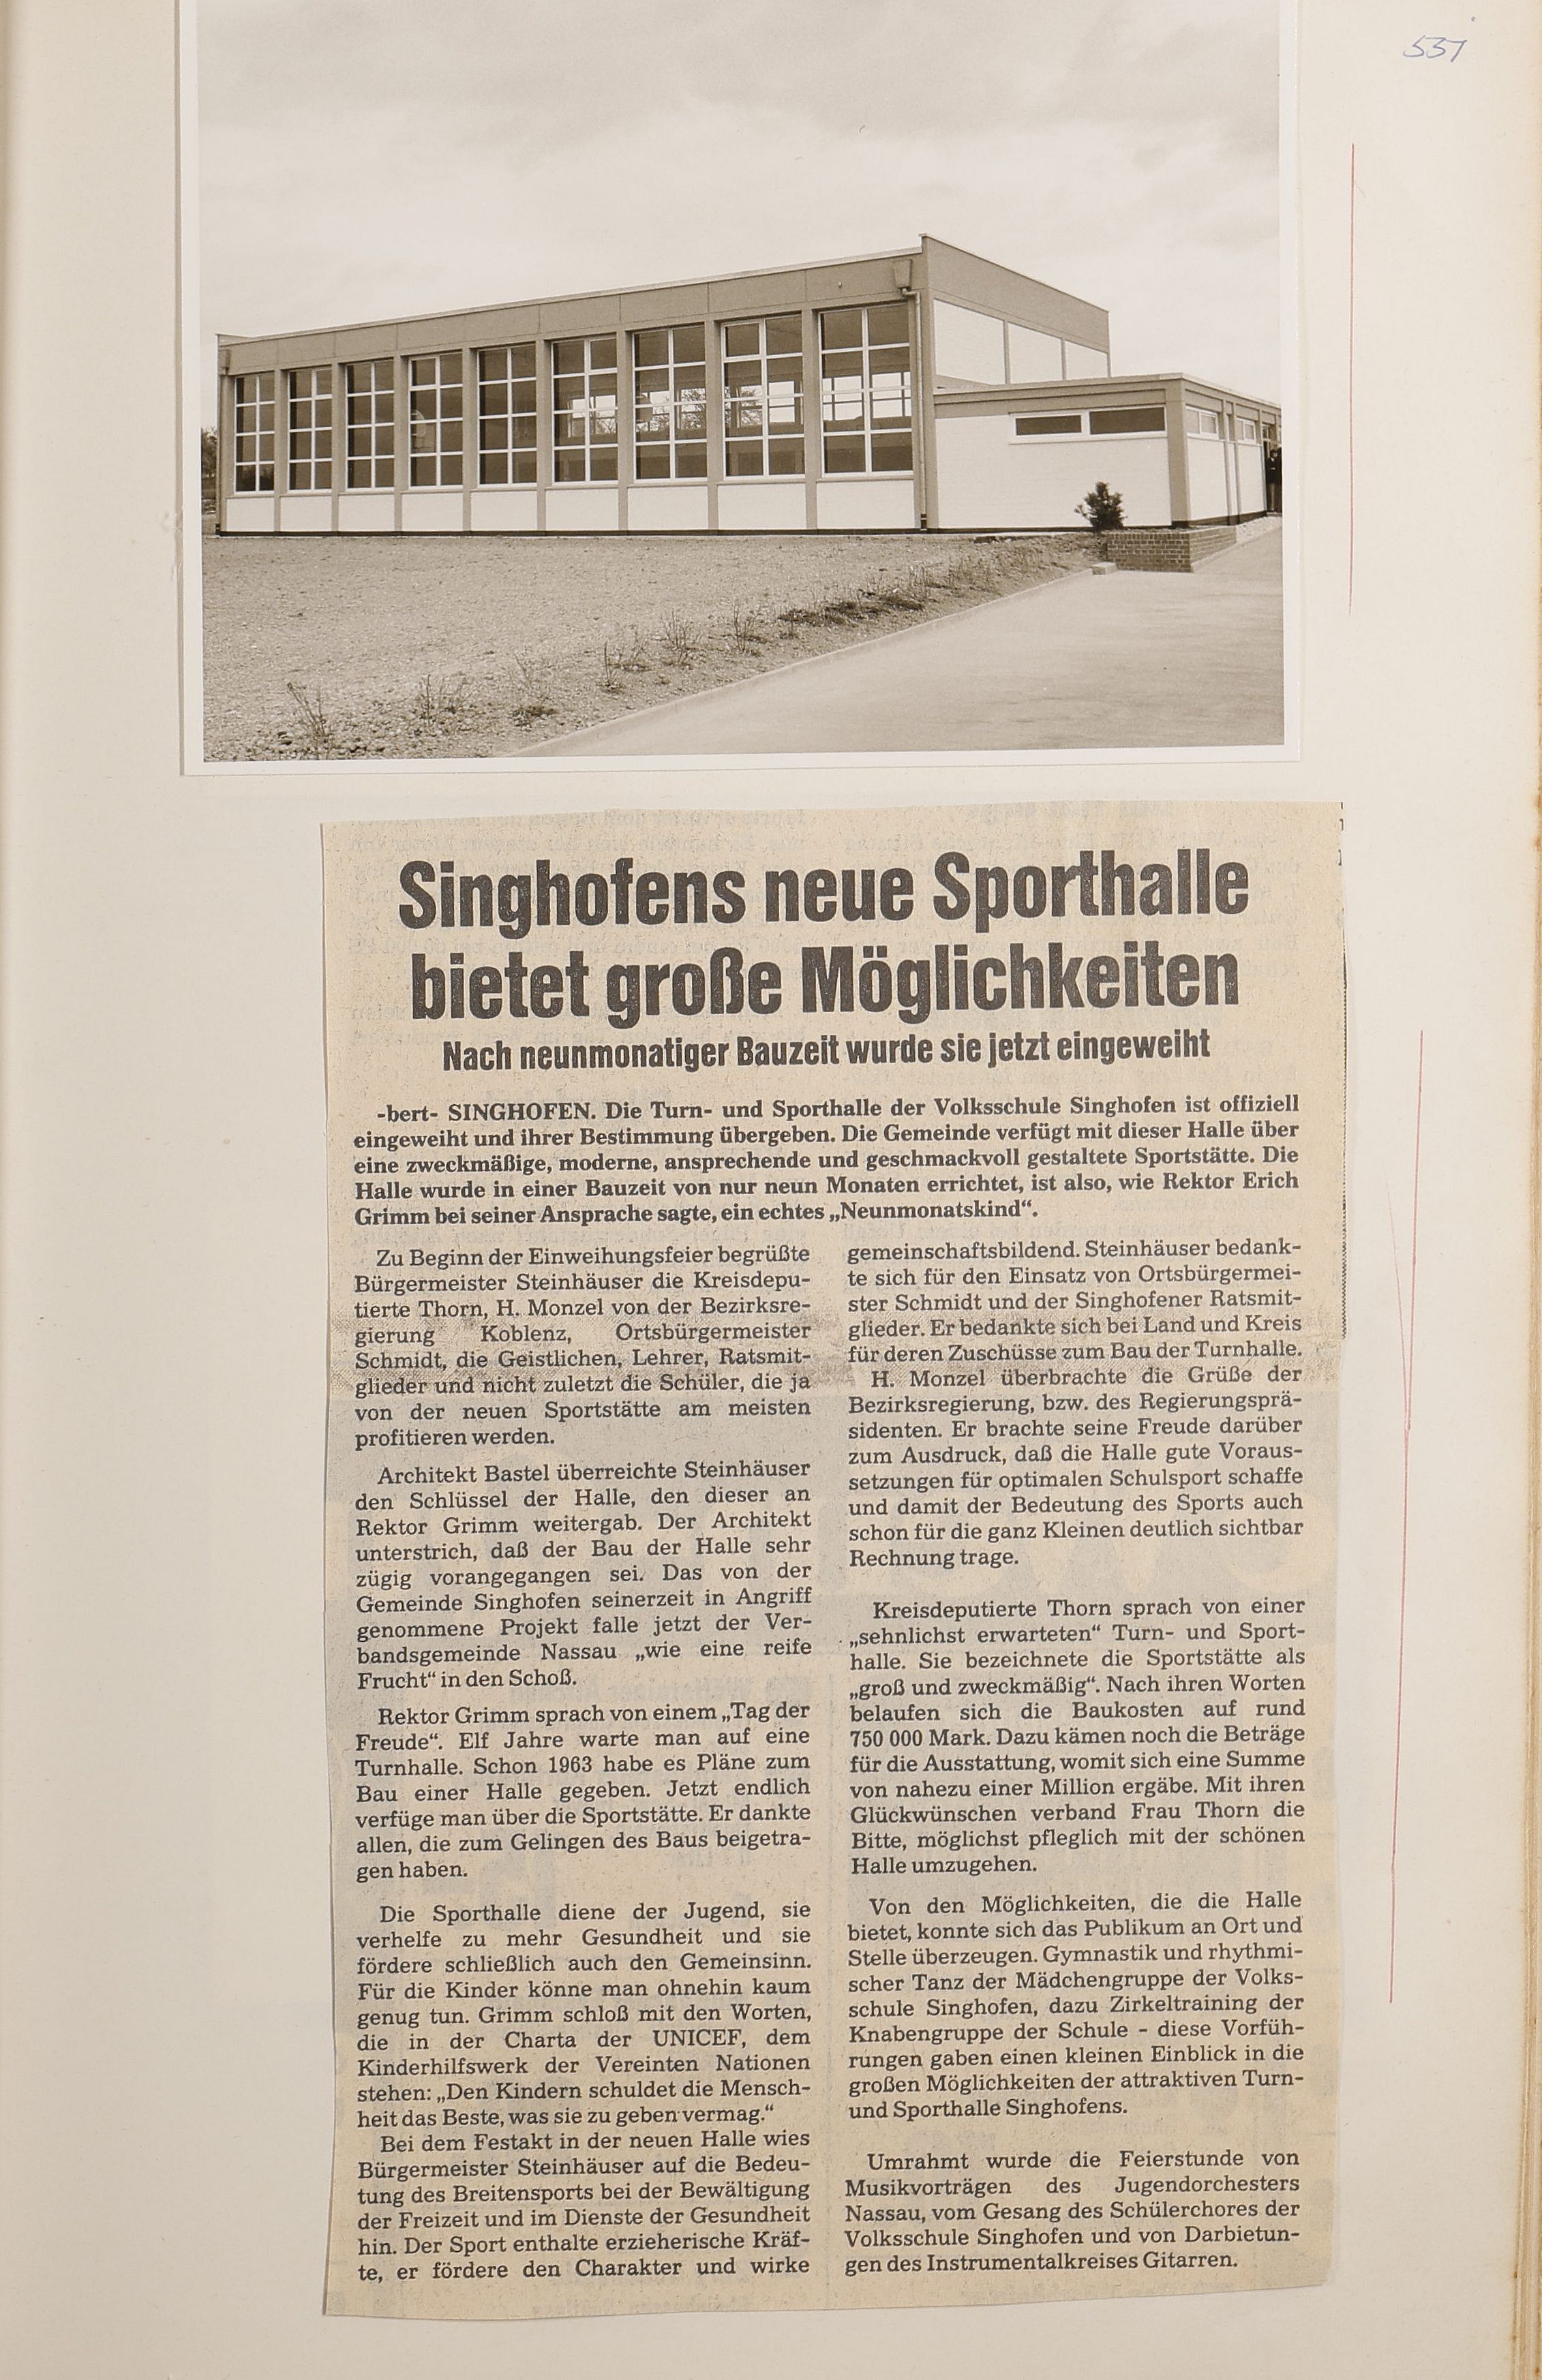 537
Singhofens neue Sporthalle
bietet große Möglichkeiten
Nach neunmonatiger Bauzeit wurde sie jetzt eingeweiht
-bert- SINGHOFEN. Die Turn- und Sporthalle der Volksschule Singhofen ist offiziell
eingeweiht und ihrer Bestimmung übergeben. Die Gemeinde verfügt mit dieser Halle über
eine zweckmäßige, moderne, ansprechende und geschmackvoll gestaltete Sportstätte. Die
Halle wurde in einer Bauzeit von nur neun Monaten errichtet, ist also, wie Rektor Erich
Grimm bei seiner Ansprache sagte, ein echtes „Neunmonatskind“.
Zu Beginn der Einweihungsfeier begrüßte
Bürgermeister Steinhäuser die Kreisdepu-
tierte Thorn, H. Monzel von der Bezirksre-
gierung Koblenz, Ortsbürgermeister
Schmidt, die Geistlichen, Lehrer, Ratsmit-
glieder und nicht zuletzt die Schüler, die ja
von der neuen Sportstätte am meisten
profitieren werden.
Architekt Bastel überreichte Steinhäuser
den Schlüssel der Halle, den dieser an
Rektor Grimm weitergab. Der Architekt
unterstrich, daß der Bau der Halle sehr
zügig vorangegangen sei. Das von der
Gemeinde Singhofen seinerzeit in Angriff
genommene Projekt falle jetzt der Ver-
bandsgemeinde Nassau „wie eine reife
Frucht“ in den Schoß.
Rektor Grimm sprach von einem „Tag der
Freude“. Elf Jahre warte man auf eine
Turnhalle. Schon 1963 habe es Pläne zum
Bau einer Halle gegeben. Jetzt endlich
verfüge man über die Sportstätte. Er dankte
allen, die zum Gelingen des Baus beigetra-
gen haben.
Die Sporthalle diene der Jugend, sie
verhelfe zu mehr Gesundheit und sie
fördere schließlich auch den Gemeinsinn.
Für die Kinder könne man ohnehin kaum
genug tun. Grimm schloß mit den Worten,
die in der Charta der UNICEF, dem
Kinderhilfswerk der Vereinten Nationen
stehen: „Den Kindern schuldet die Mensch-
heit das Beste, was sie zu geben vermag.“
Bei dem Festakt in der neuen Halle wies
Bürgermeister Steinhäuser auf die Bedeu-
tung des Breitensports bei der Bewältigung
der Freizeit und im Dienste der Gesundheit
hin. Der Sport enthalte erzieherische Kräf-
te, er fördere den Charakter und wirke
gemeinschaftsbildend. Steinhäuser bedank-
te sich für den Einsatz von Ortsbürgermei-
ster Schmidt und der Singhofener Ratsmit-
glieder. Er bedankte sich bei Land und Kreis
für deren Zuschüsse zum Bau der Turnhalle.
H. Monzel überbrachte die Grüße der
Bezirksregierung, bzw. des Regierungsprä-
sidenten. Er brachte seine Freude darüber
zum Ausdruck, daß die Halle gute Voraus-
setzungen für optimalen Schulsport schaffe
und damit der Bedeutung des Sports auch
schon für die ganz Kleinen deutlich sichtbar
Rechnung trage.
Kreisdeputierte Thorn sprach von einer
„sehnlichst erwarteten“ Turn- und Sport-
halle. Sie bezeichnete die Sportstätte als
„groß und zweckmäßig“. Nach ihren Worten
belaufen sich die Baukosten auf rund
750 000 Mark. Dazu kämen noch die Beträge
für die Ausstattung, womit sich eine Summe
von nahezu einer Million ergäbe. Mit ihren
Glückwünschen verband Frau Thorn die
Bitte, möglichst pfleglich mit der schönen
Halle umzugehen.
Von den Möglichkeiten, die die Halle
bietet, konnte sich das Publikum an Ort und
Stelle überzeugen. Gymnastik und rhythmi-
scher Tanz der Mädchengruppe der Volks-
schule Singhofen, dazu Zirkeltraining der
Knabengruppe der Schule - diese Vorfüh-
rungen gaben einen kleinen Einblick in die
großen Möglichkeiten der attraktiven Turn-
und Sporthalle Singhofens.
Umrahmt wurde die Feierstunde von
Musikvorträgen des Jugendorchesters
Nassau, vom Gesang des Schülerchores der
Volksschule Singhofen und von Darbietun-
gen des Instrumentalkreises Gitarren.